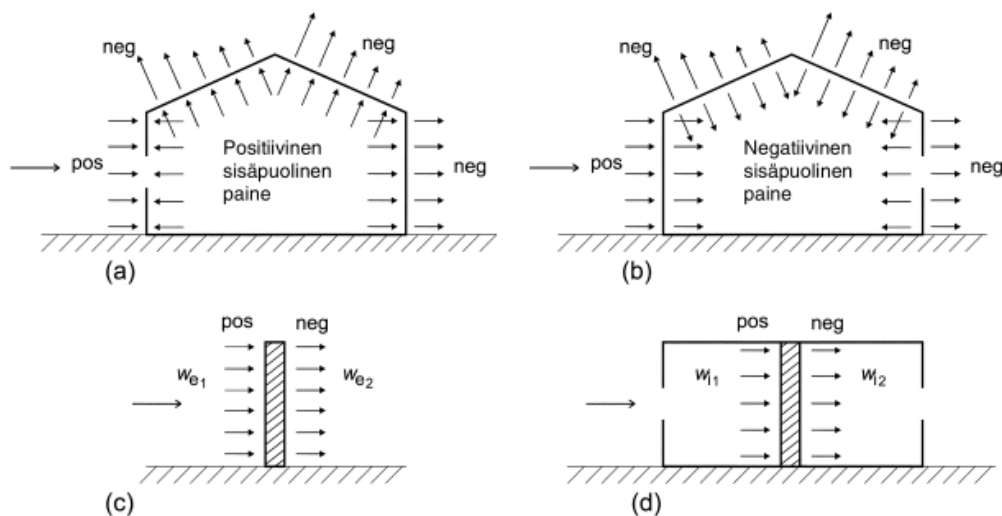 neg
neg
pos
Positiivinen
sisäpuolinen
paine
neg
(a)
neg
neg
pos
Negatiivinen
sisäpuolinen
paine
neg
(b)
pos
neg
we1
we2
(c)
pos
neg
wi1
wi2
(d)